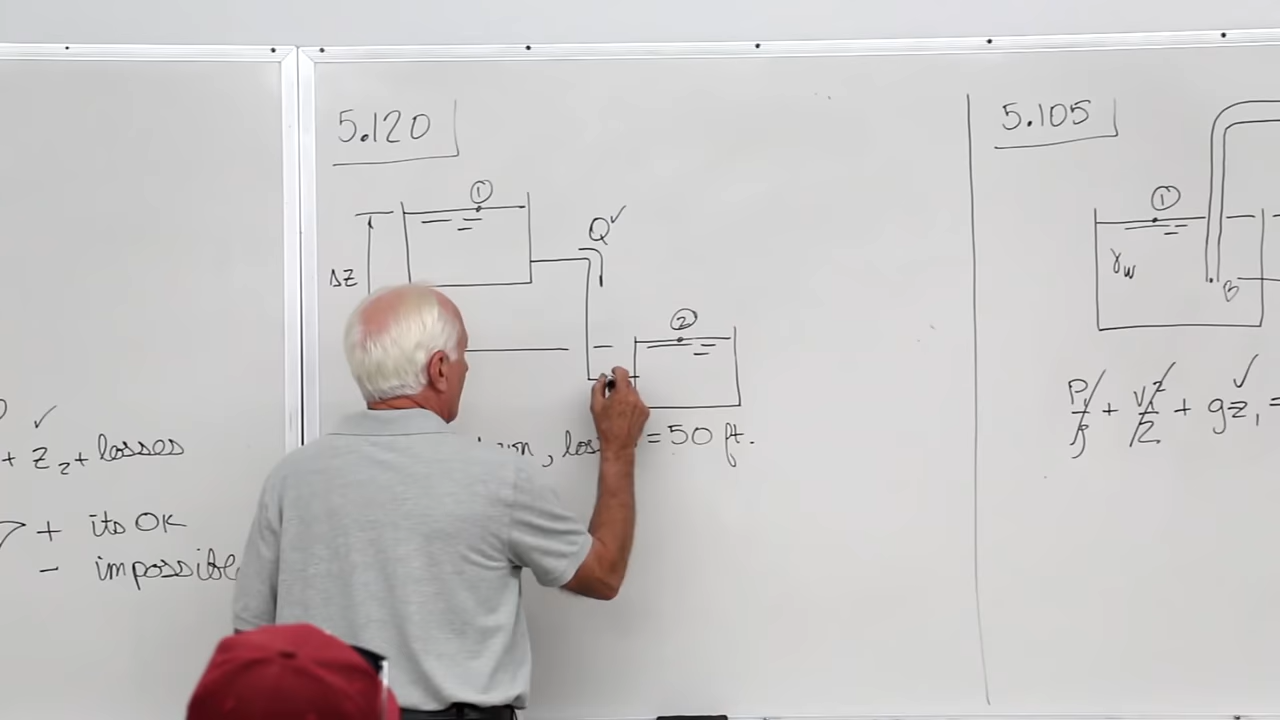 + z₂ + losses
+ its OK
- impossible
5.120
①
Q
Δz
②
, = 50 ft.
5.105
①
γw
B
P₁/ρ + V₁²/2 + gz₁ =